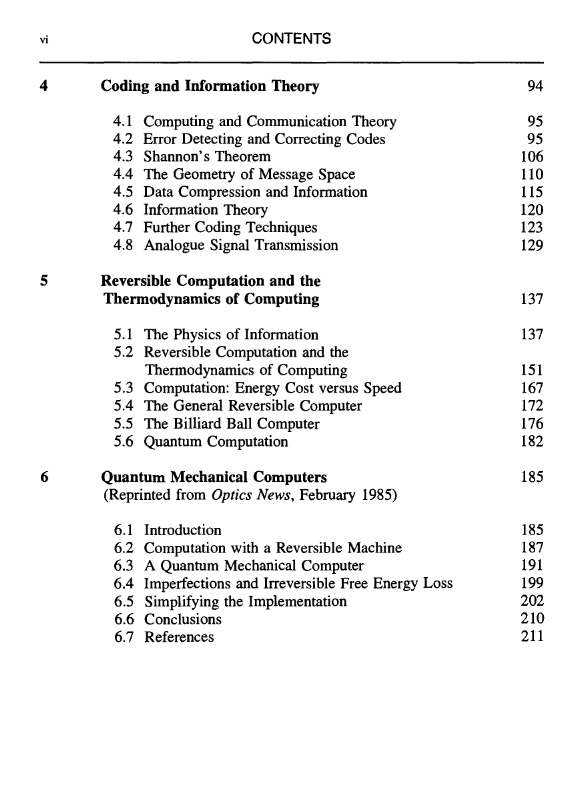 vi CONTENTS
4 Coding and Information Theory 94
4.1 Computing and Communication Theory 95
4.2 Error Detecting and Correcting Codes 95
4.3 Shannon's Theorem 106
4.4 The Geometry of Message Space 110
4.5 Data Compression and Information 115
4.6 Information Theory 120
4.7 Further Coding Techniques 123
4.8 Analogue Signal Transmission 129
5 Reversible Computation and the
Thermodynamics of Computing 137
5.1 The Physics of Information 137
5.2 Reversible Computation and the
Thermodynamics of Computing 151
5.3 Computation: Energy Cost versus Speed 167
5.4 The General Reversible Computer 172
5.5 The Billiard Ball Computer 176
5.6 Quantum Computation 182
6 Quantum Mechanical Computers 185
(Reprinted from Optics News, February 1985)
6.1 Introduction 185
6.2 Computation with a Reversible Machine 187
6.3 A Quantum Mechanical Computer 191
6.4 Imperfections and Irreversible Free Energy Loss 199
6.5 Simplifying the Implementation 202
6.6 Conclusions 210
6.7 References 211